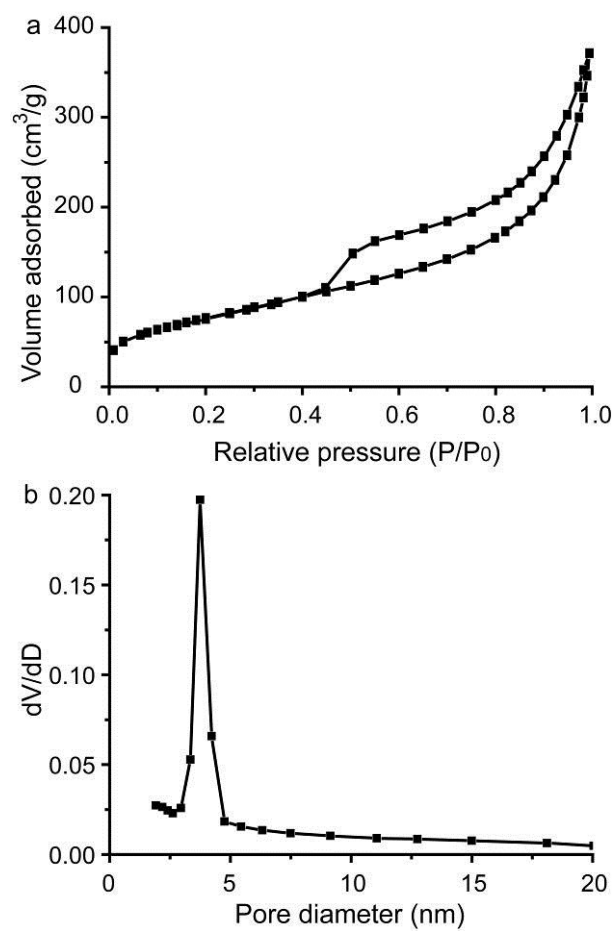 a
400
300
200
100
0
Volume adsorbed (cm³/g)
0.0 0.2 0.4 0.6 0.8 1.0
Relative pressure (P/P0)
b
0.20
0.15
0.10
0.05
0.00
dV/dD
0 5 10 15 20
Pore diameter (nm)